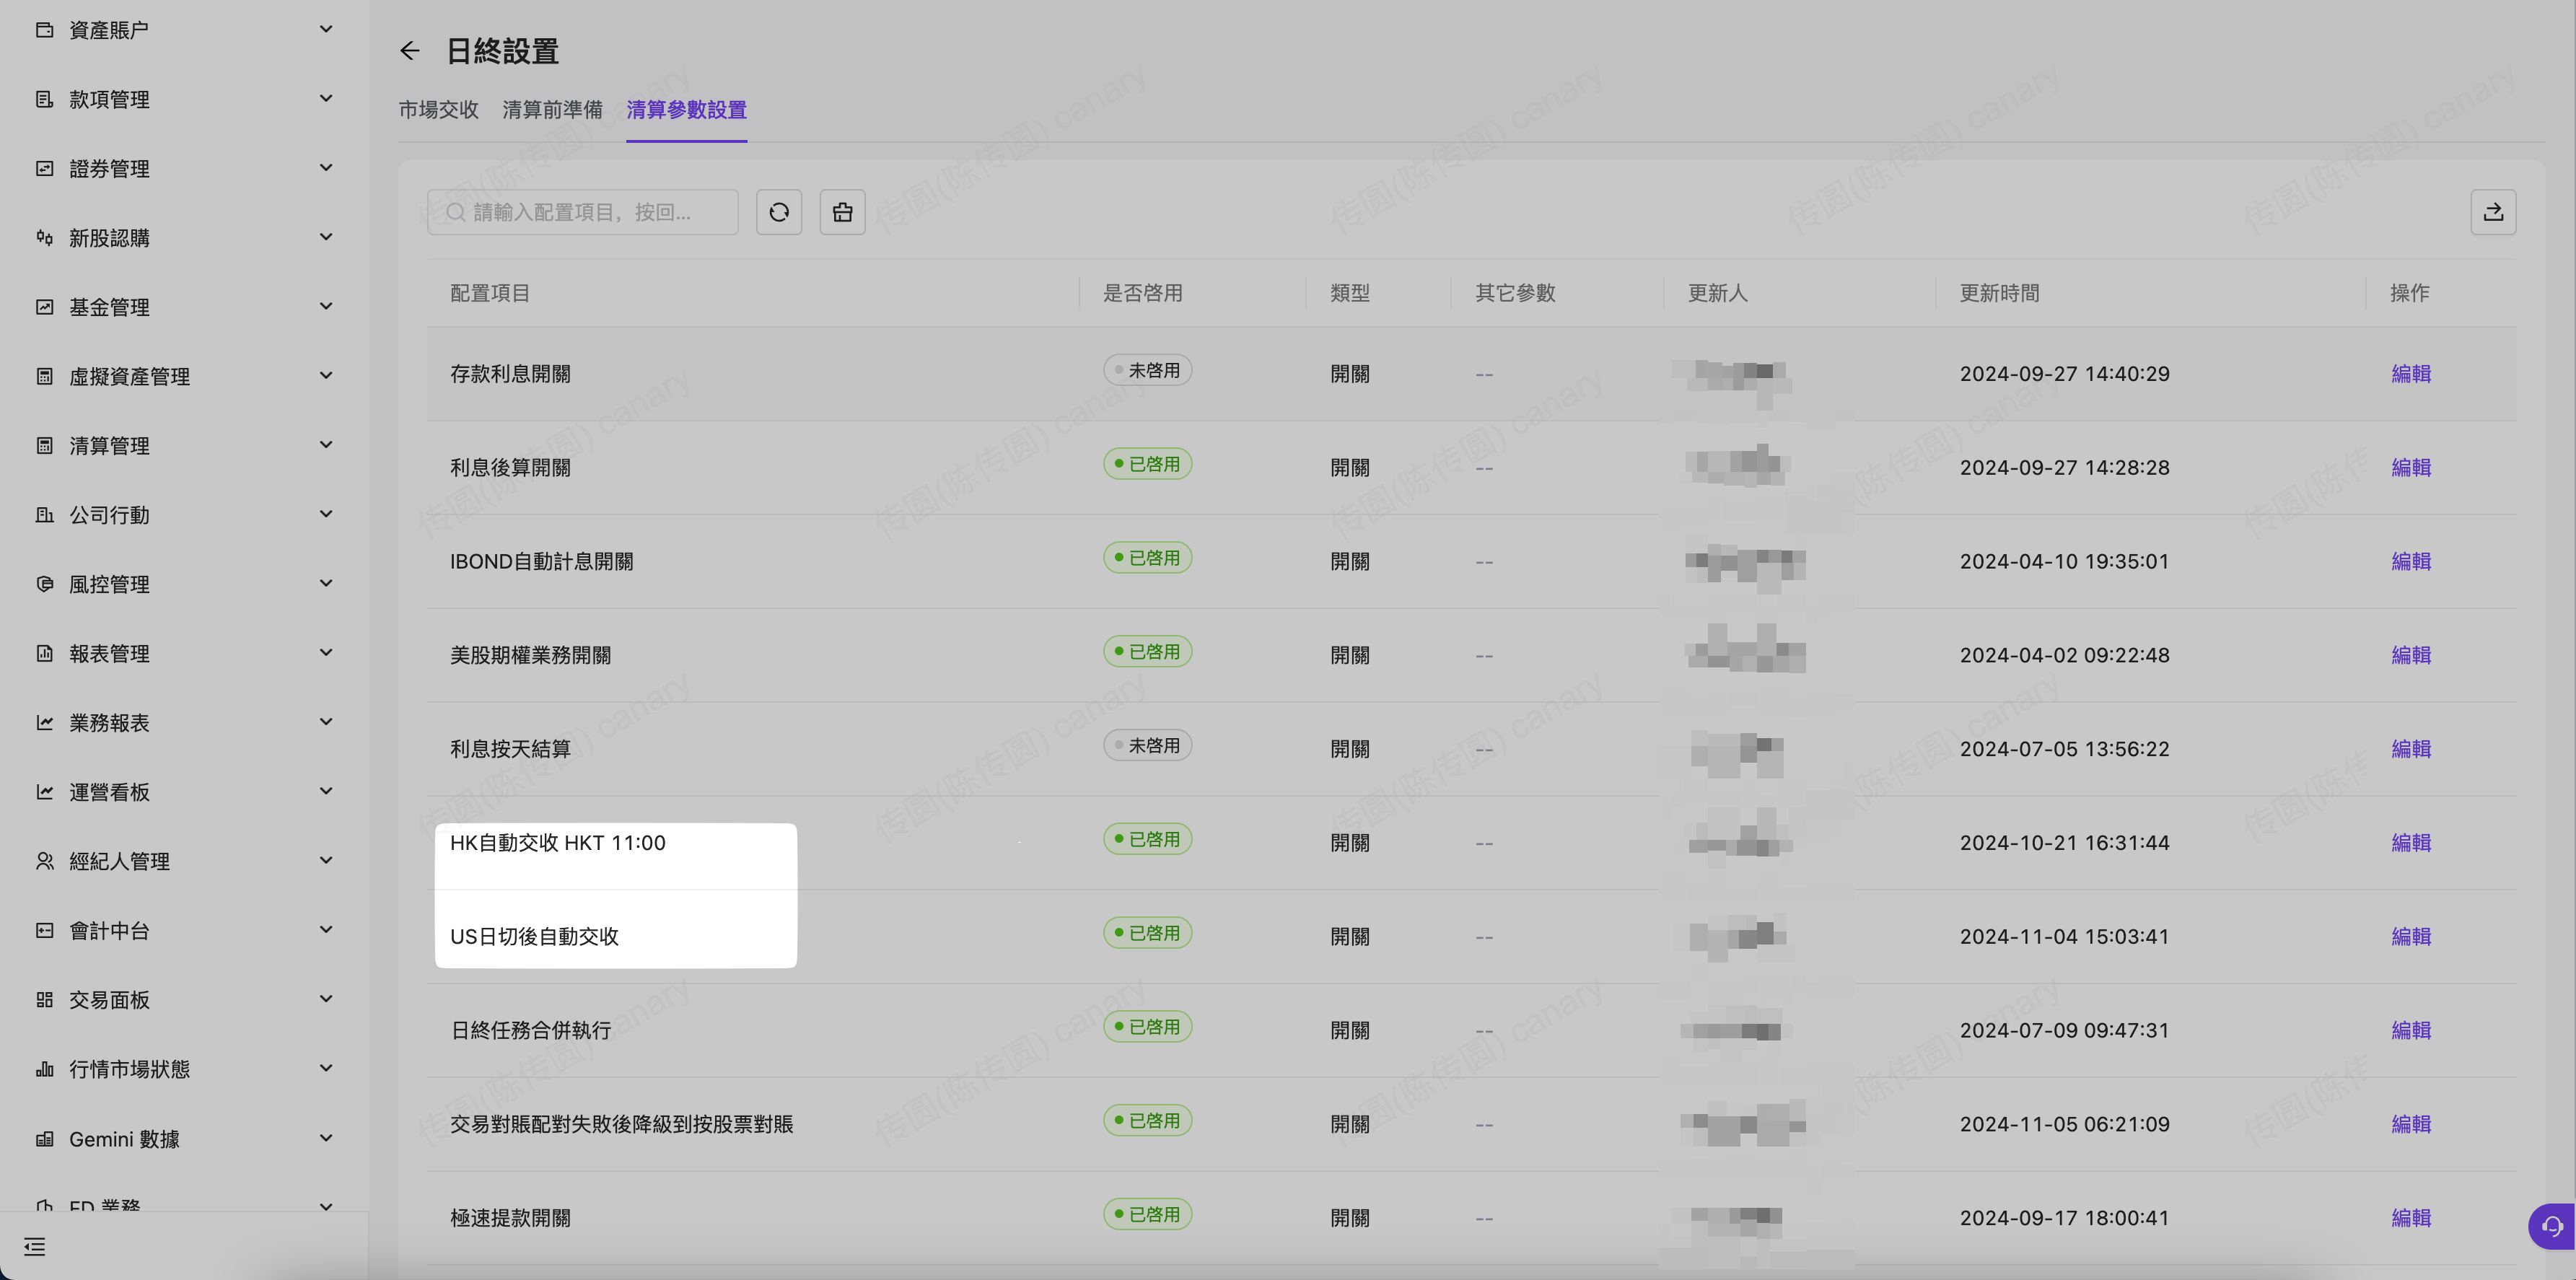 資產賬户
款項管理
證券管理
新股認購
基金管理
虛擬資產管理
清算管理
公司行動
風控管理
報表管理
業務報表
運營看板
經紀人管理
會計中台
交易面板
行情市場狀態
Gemini 數據
ED 業務
日終設置
市場交收 清算前準備 清算參數設置
請輸入配置項目，按回...
配置項目 是否啓用 類型 其它參數 更新人 更新時間 操作
存款利息開關 未啓用 開關 -- 2024-09-27 14:40:29 編輯
利息後算開關 已啓用 開關 -- 2024-09-27 14:28:28 編輯
IBOND自動計息開關 已啓用 開關 -- 2024-04-10 19:35:01 編輯
美股期權業務開關 已啓用 開關 -- 2024-04-02 09:22:48 編輯
利息按天結算 未啓用 開關 -- 2024-07-05 13:56:22 編輯
HK自動交收 HKT 11:00 已啓用 開關 -- 2024-10-21 16:31:44 編輯
US日切後自動交收 已啓用 開關 -- 2024-11-04 15:03:41 編輯
日終任務合併執行 已啓用 開關 -- 2024-07-09 09:47:31 編輯
交易對賬配對失敗後降級到按股票對賬 已啓用 開關 -- 2024-11-05 06:21:09 編輯
極速提款開關 已啓用 開關 -- 2024-09-17 18:00:41 編輯
传圆(陈传圆) canary